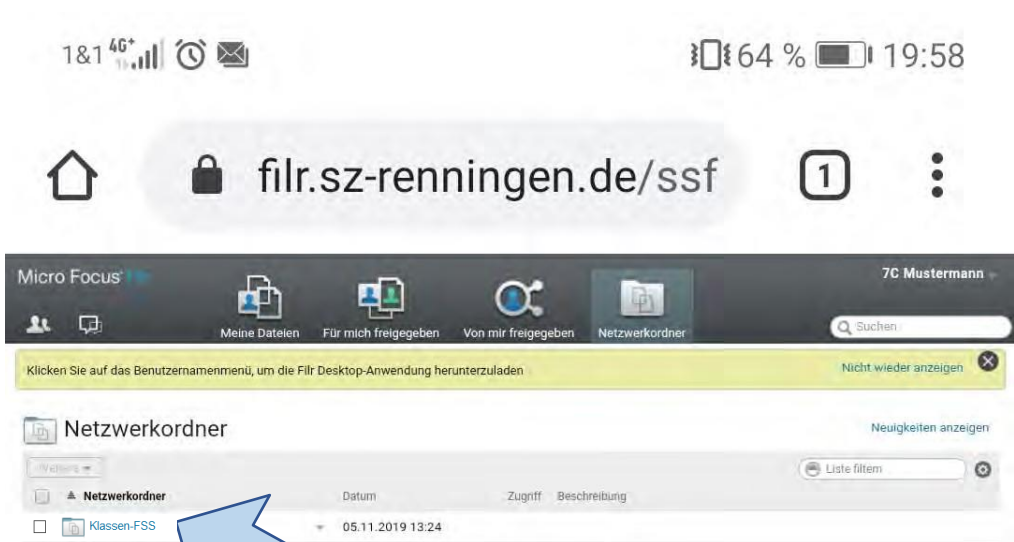 1&1 4G+ 64 % 19:58
filr.sz-renningen.de/ssf 1
Micro Focus 7C Mustermann
Meine Dateien Für mich freigegeben Von mir freigegeben Netzwerkordner Suchen
Klicken Sie auf das Benutzernamenmenü, um die Filr Desktop-Anwendung herunterzuladen Nicht wieder anzeigen
Netzwerkordner Neuigkeiten anzeigen
Liste filtern
Netzwerkordner Datum Zugriff Beschreibung
Klassen-FSS 05.11.2019 13:24